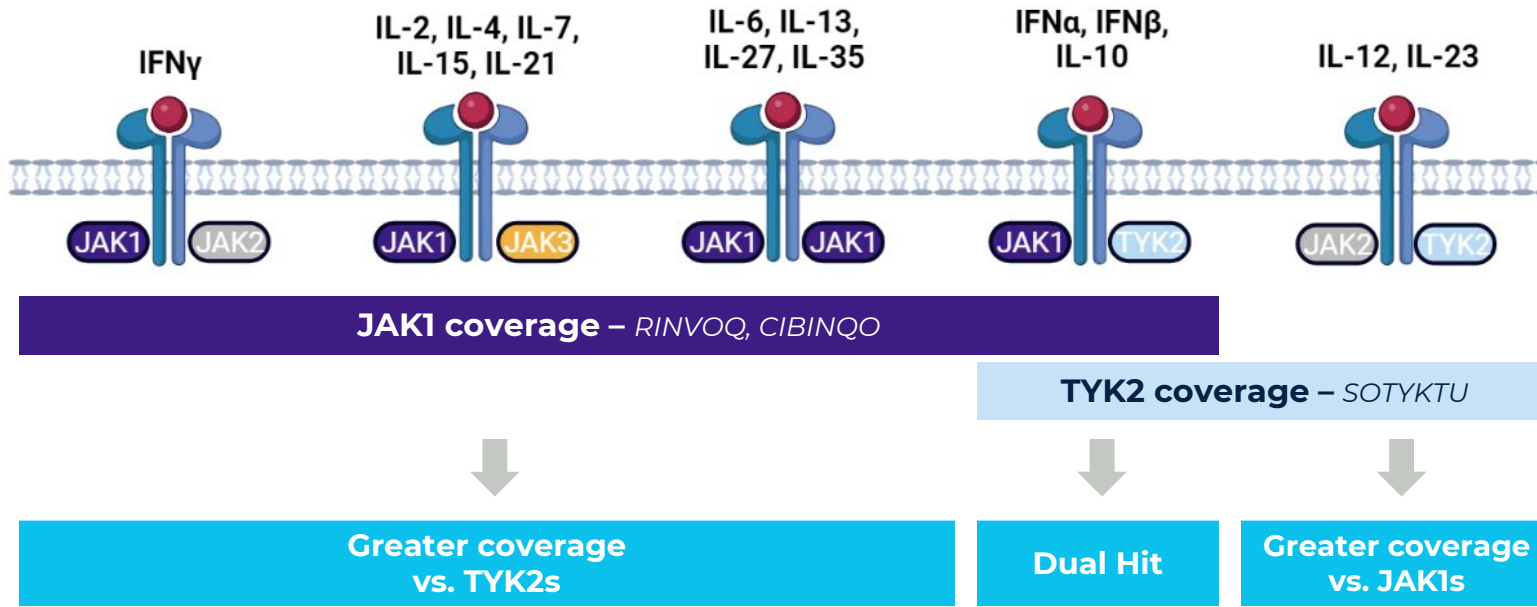 IFNγ
IL-2, IL-4, IL-7,
IL-15, IL-21
IL-6, IL-13,
IL-27, IL-35
IFNα, IFNβ,
IL-10
IL-12, IL-23
JAK1
JAK2
JAK1
JAK3
JAK1
JAK1
JAK1
TYK2
JAK2
TYK2
JAK1 coverage – RINVOQ, CIBINQO
TYK2 coverage – SOTYKTU
Greater coverage
vs. TYK2s
Dual Hit
Greater coverage
vs. JAK1s